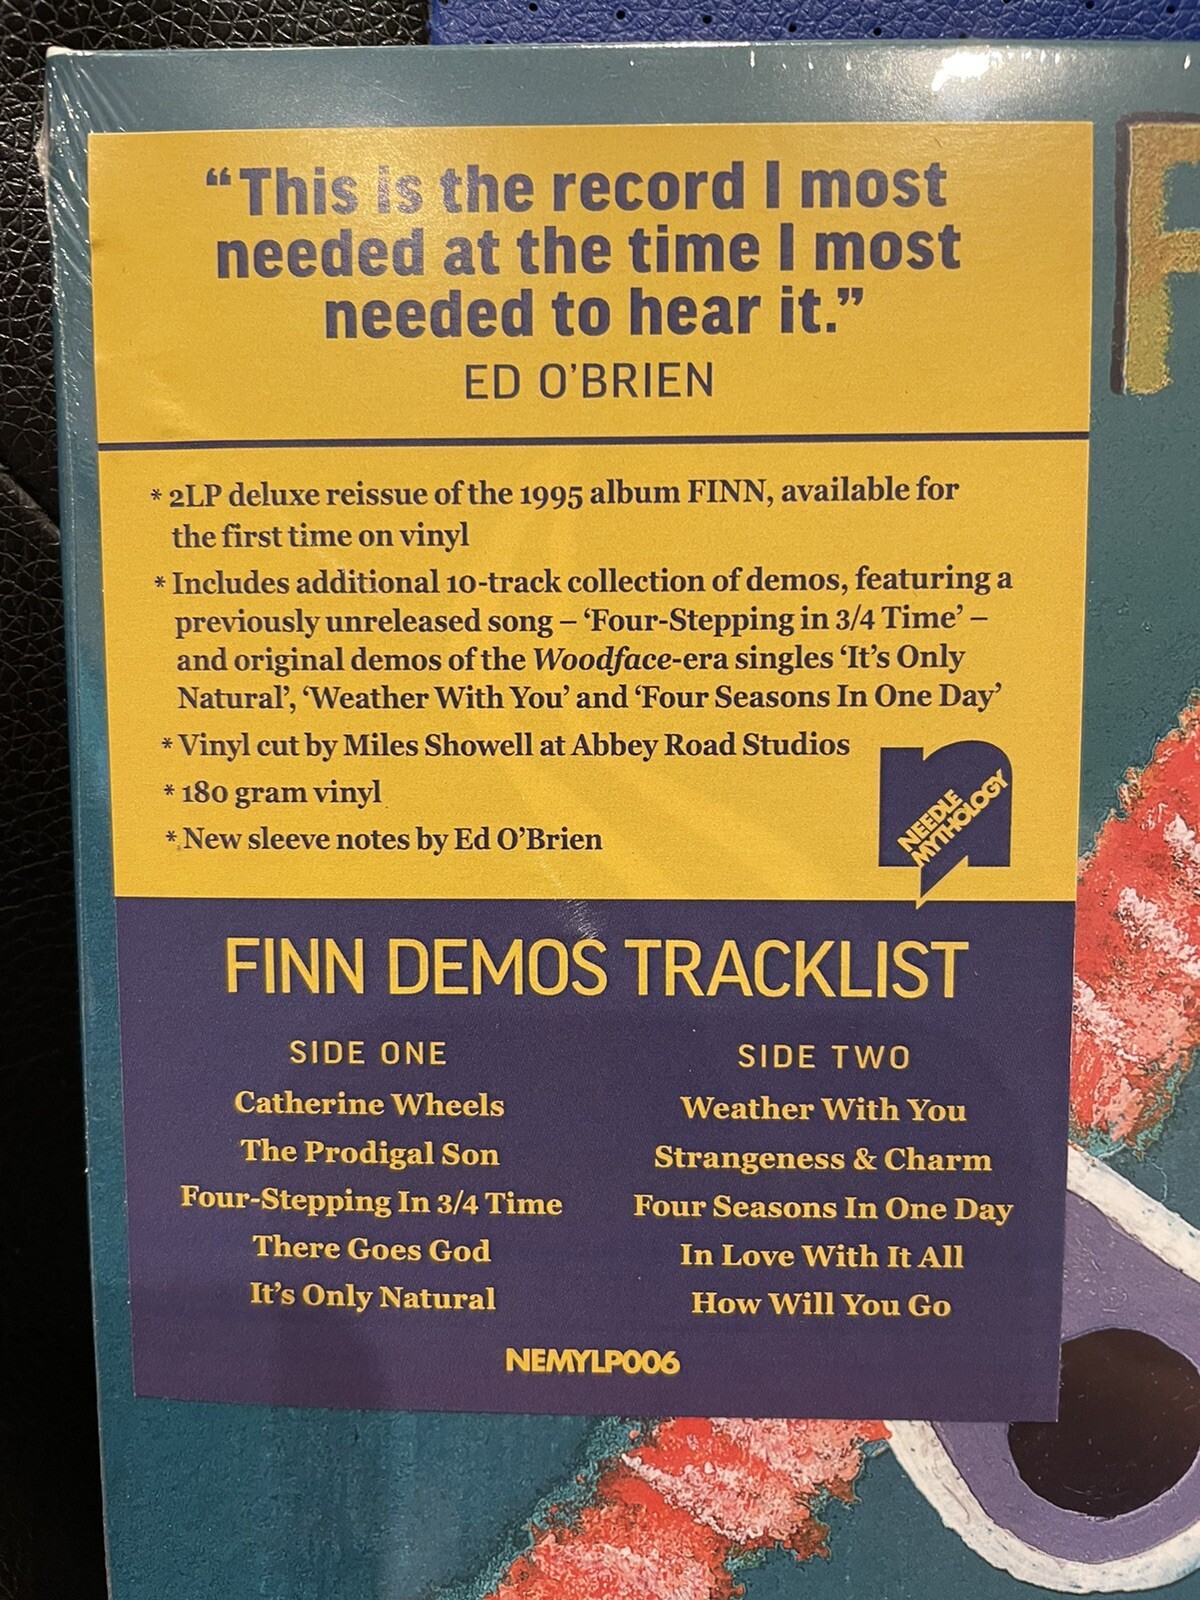 “This is the record I most
needed at the time I most
needed to hear it.”
ED O’BRIEN
* 2LP deluxe reissue of the 1995 album FINN, available for
the first time on vinyl
* Includes additional 10-track collection of demos, featuring a
previously unreleased song – ‘Four-Stepping in 3/4 Time’ –
and original demos of the Woodface-era singles ‘It’s Only
Natural’, ‘Weather With You’ and ‘Four Seasons In One Day’
* Vinyl cut by Miles Showell at Abbey Road Studios
* 180 gram vinyl
* New sleeve notes by Ed O’Brien
NEEDLE
MYTHOLOGY
FINN DEMOS TRACKLIST
SIDE ONE
Catherine Wheels
The Prodigal Son
Four-Stepping In 3/4 Time
There Goes God
It’s Only Natural
SIDE TWO
Weather With You
Strangeness & Charm
Four Seasons In One Day
In Love With It All
How Will You Go
NEMYLP006
F